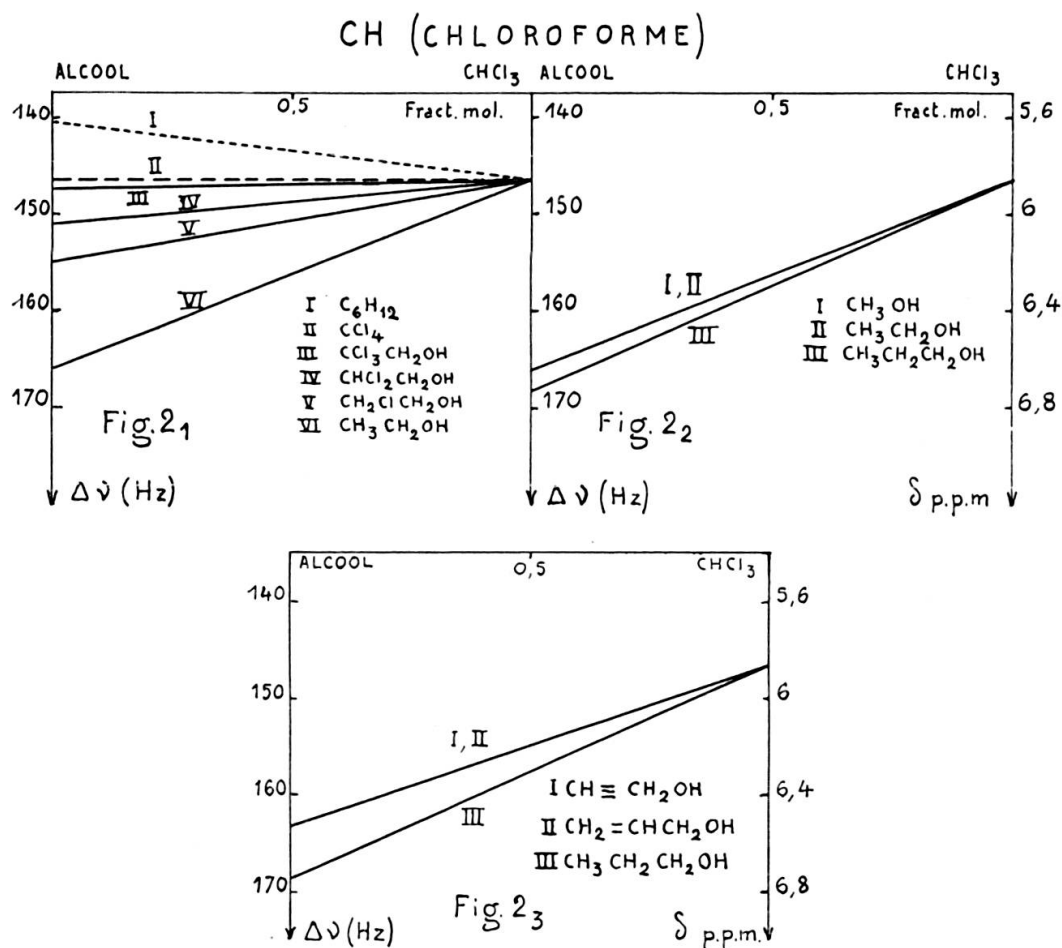 CH (CHLOROFORME)
ALCOOL CHCl₃ ALCOOL CHCl₃
0,5 Fract. mol. 0,5 Fract. mol.
140 140 5,6
I
II
III IV
V
150 150 6
VI
I, II
III
160 160 6,4
170 170 6,8
I C₆H₁₂
II CCl₄
III CCl₃CH₂OH
IV CHCl₂CH₂OH
V CH₂ClCH₂OH
VI CH₃CH₂OH
I CH₃OH
II CH₃CH₂OH
III CH₃CH₂CH₂OH
Fig. 2₁ Fig. 2₂
Δν (Hz) Δν (Hz) δ p.p.m
ALCOOL 0,5 CHCl₃
140 5,6
150 6
I, II
160 6,4
III
I CH ≡ CH₂OH
II CH₂=CHCH₂OH
III CH₃CH₂CH₂OH
170 6,8
Fig. 2₃
Δν (Hz) δ p.p.m.